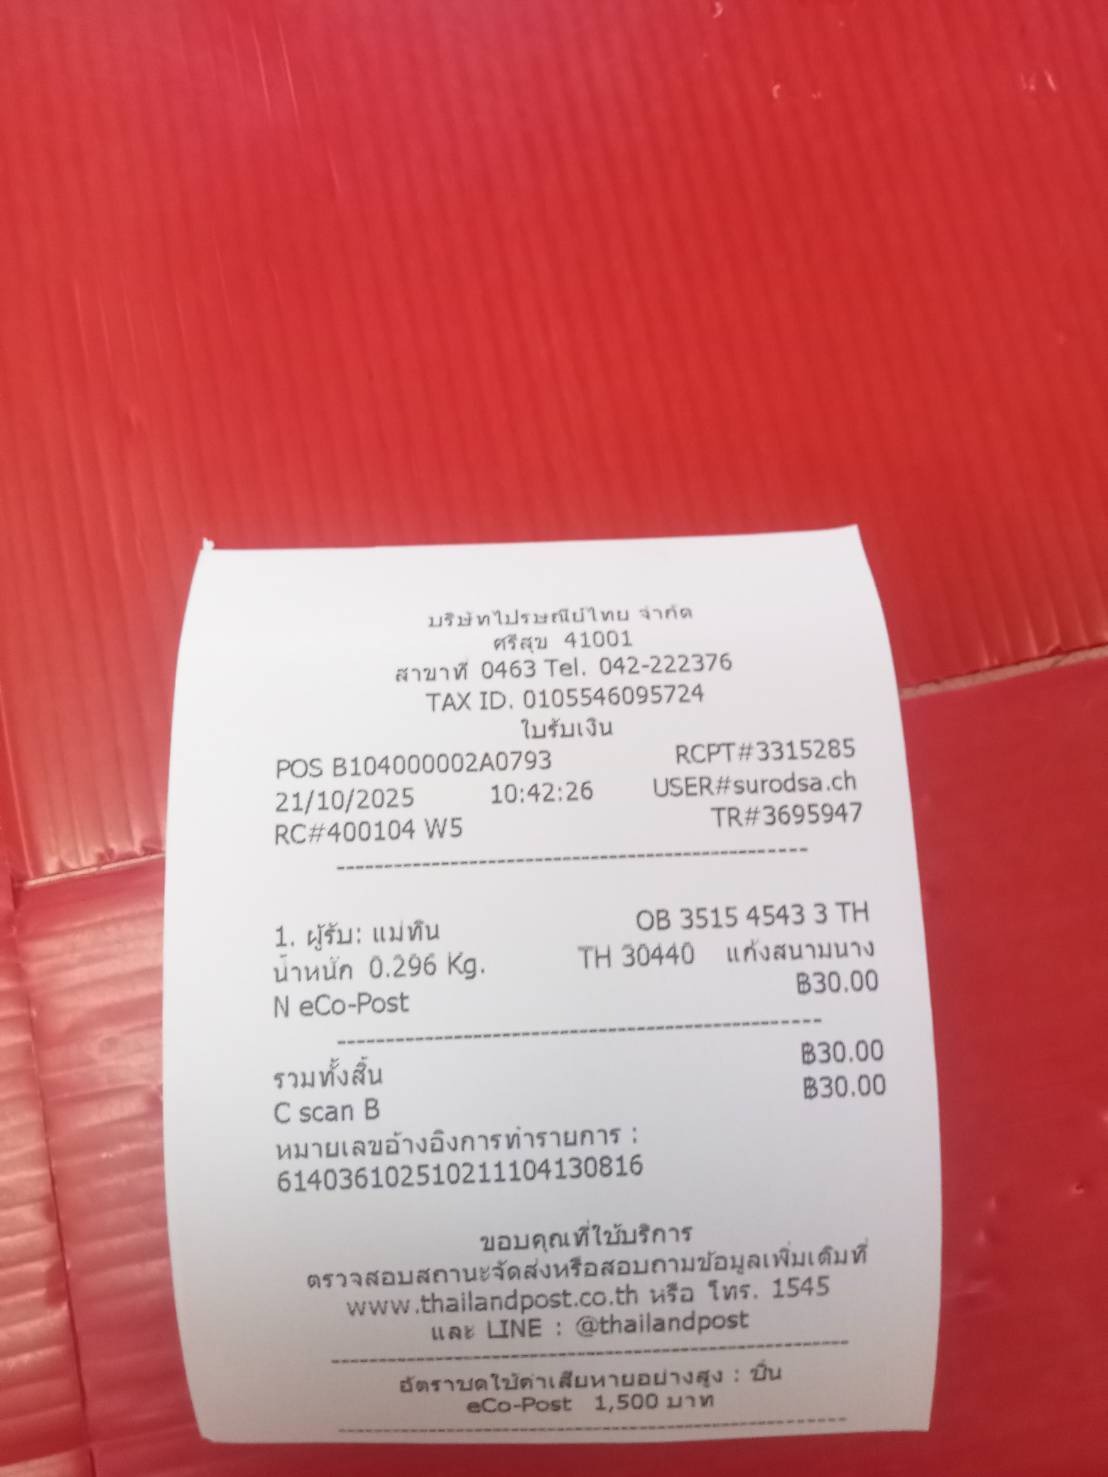 บริษัทไปรษณีย์ไทย จำกัด
ศรีสุข 41001
สาขาที่ 0463 Tel. 042-222376
TAX ID. 0105546095724
ใบรับเงิน
POS B104000002A0793 RCPT#3315285
21/10/2025 10:42:26 USER#surodsa.ch
RC#400104 W5 TR#3695947
1. ผู้รับ: แม่ทิน OB 3515 4543 3 TH
น้ำหนัก 0.296 Kg. TH 30440 แก้งสนามนาง
N eCo-Post ฿30.00
รวมทั้งสิ้น ฿30.00
C scan B ฿30.00
หมายเลขอ้างอิงการทำรายการ :
614036102510211104130816
ขอบคุณที่ใช้บริการ
ตรวจสอบสถานะจัดส่งหรือสอบถามข้อมูลเพิ่มเติมที่
www.thailandpost.co.th หรือ โทร. 1545
และ LINE : @thailandpost
อัตราชดใช้ค่าเสียหายอย่างสูง : ชิ้น
eCo-Post 1,500 บาท